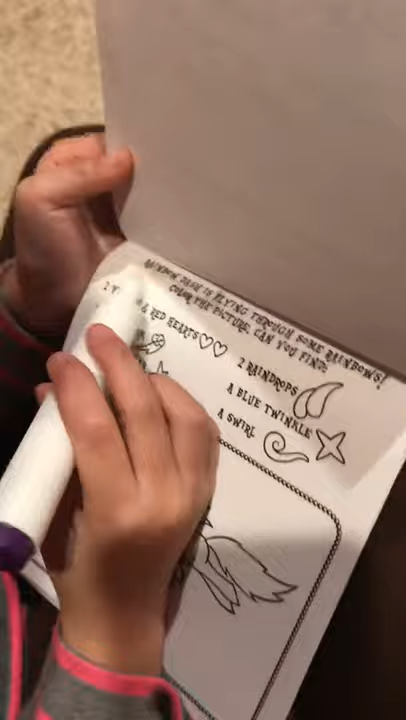 RAINBOW DASH IS FLYING THROUGH SOME RAINBOWS!
COLOR THE PICTURE. CAN YOU FIND:
RED HEARTS
2 RAINDROPS
A BLUE TWINKLE
A SWIRL